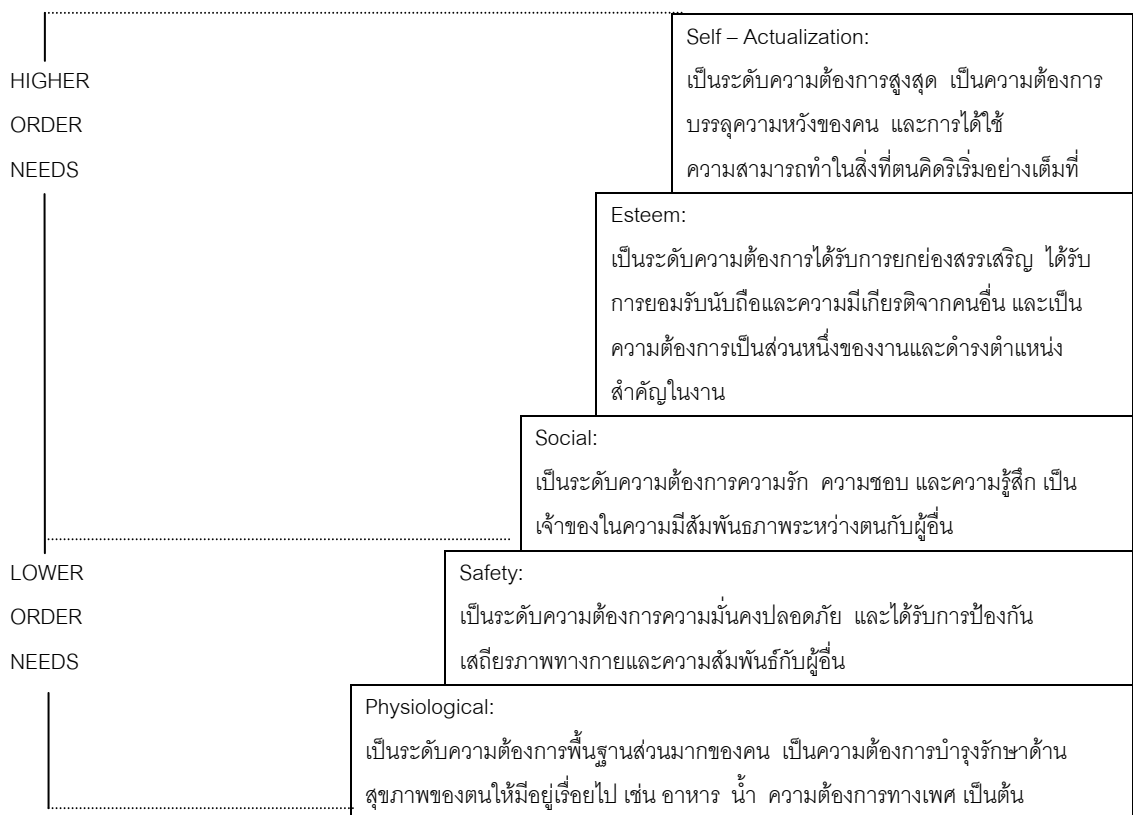 Self – Actualization:
HIGHER
เป็นระดับความต้องการสูงสุด เป็นความต้องการ
ORDER
บรรลุความหวังของคน และการได้ใช้
NEEDS
ความสามารถทำในสิ่งที่ตนคิดริเริ่มอย่างเต็มที่
Esteem:
เป็นระดับความต้องการได้รับการยกย่องสรรเสริญ ได้รับ
การยอมรับนับถือและความมีเกียรติจากคนอื่น และเป็น
ความต้องการเป็นส่วนหนึ่งของงานและดำรงตำแหน่ง
สำคัญในงาน
Social:
เป็นระดับความต้องการความรัก ความชอบ และความรู้สึก เป็น
เจ้าของในความมีสัมพันธภาพระหว่างตนกับผู้อื่น
LOWER
Safety:
ORDER
เป็นระดับความต้องการความมั่นคงปลอดภัย และได้รับการป้องกัน
NEEDS
เสถียรภาพทางกายและความสัมพันธ์กับผู้อื่น
Physiological:
เป็นระดับความต้องการพื้นฐานส่วนมากของคน เป็นความต้องการบำรุงรักษาด้าน
สุขภาพของตนให้มีอยู่เรื่อยไป เช่น อาหาร น้ำ ความต้องการทางเพศ เป็นต้น